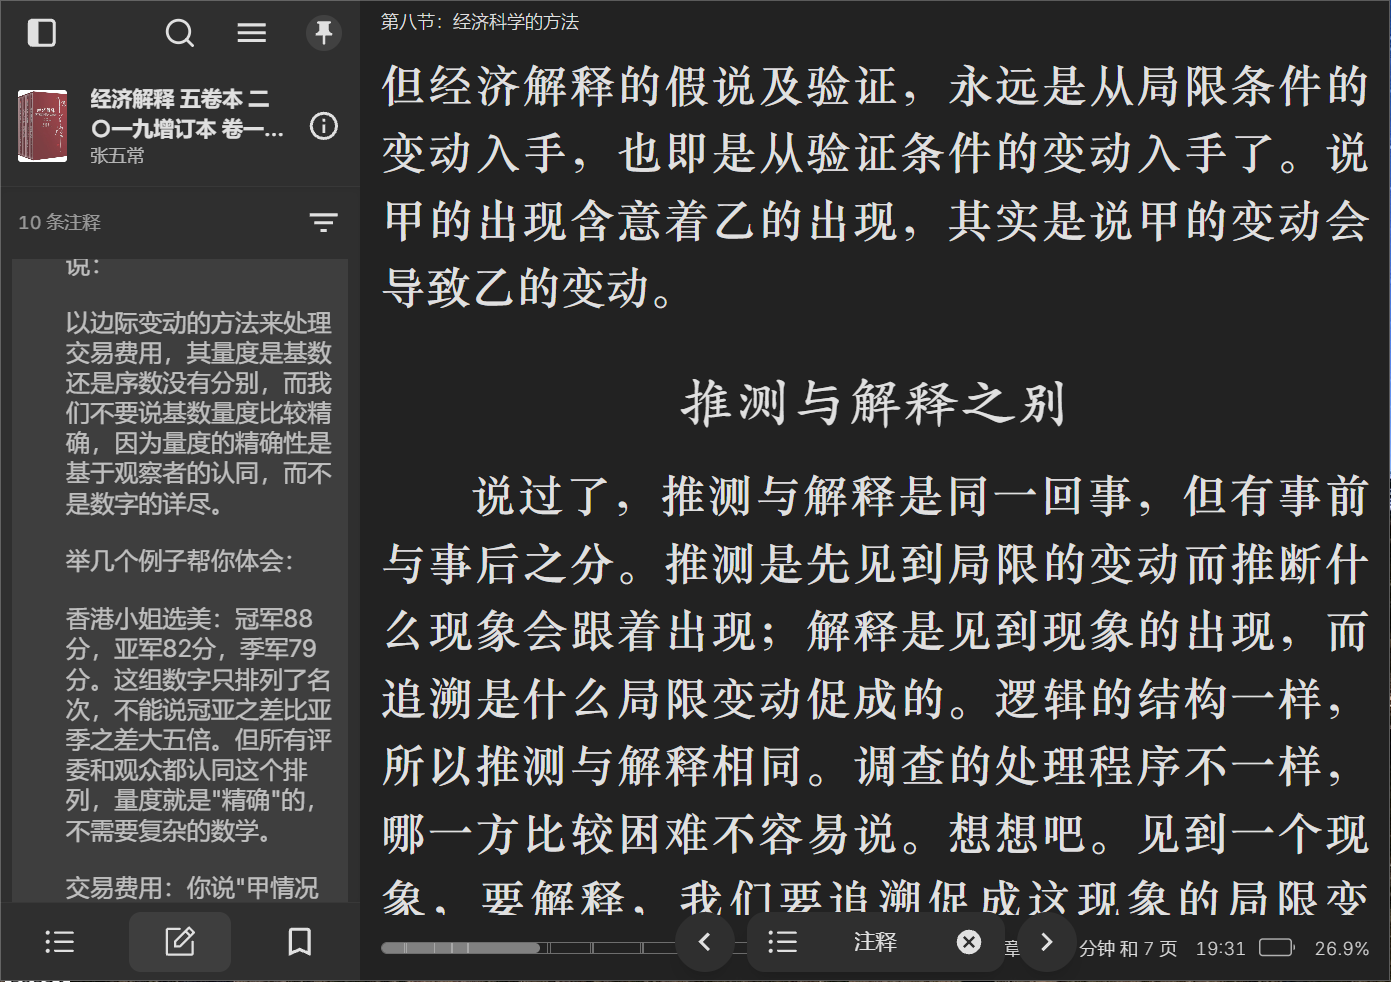 经济解释 五卷本 二
〇一九增订本 卷一...
张五常
10 条注释
说：
以边际变动的方法来处理
交易费用，其量度是基数
还是序数没有分别，而我
们不要说基数量度比较精
确，因为量度的精确性是
基于观察者的认同，而不
是数字的详尽。
举几个例子帮你体会：
香港小姐选美：冠军88
分，亚军82分，季军79
分。这组数字只排列了名
次，不能说冠亚之差比亚
季之差大五倍。但所有评
委和观众都认同这个排
列，量度就是"精确"的，
不需要复杂的数学。
交易费用：你说"甲情况
第八节：经济科学的方法
但经济解释的假说及验证，永远是从局限条件的
变动入手，也即是从验证条件的变动入手了。说
甲的出现含意着乙的出现，其实是说甲的变动会
导致乙的变动。
推测与解释之别
说过了，推测与解释是同一回事，但有事前
与事后之分。推测是先见到局限的变动而推断什
么现象会跟着出现；解释是见到现象的出现，而
追溯是什么局限变动促成的。逻辑的结构一样，
所以推测与解释相同。调查的处理程序不一样，
哪一方比较困难不容易说。想想吧。见到一个现
象，要解释，我们要追溯促成这现象的局限变
注释
章
分钟 和 7 页
19:31
26.9%